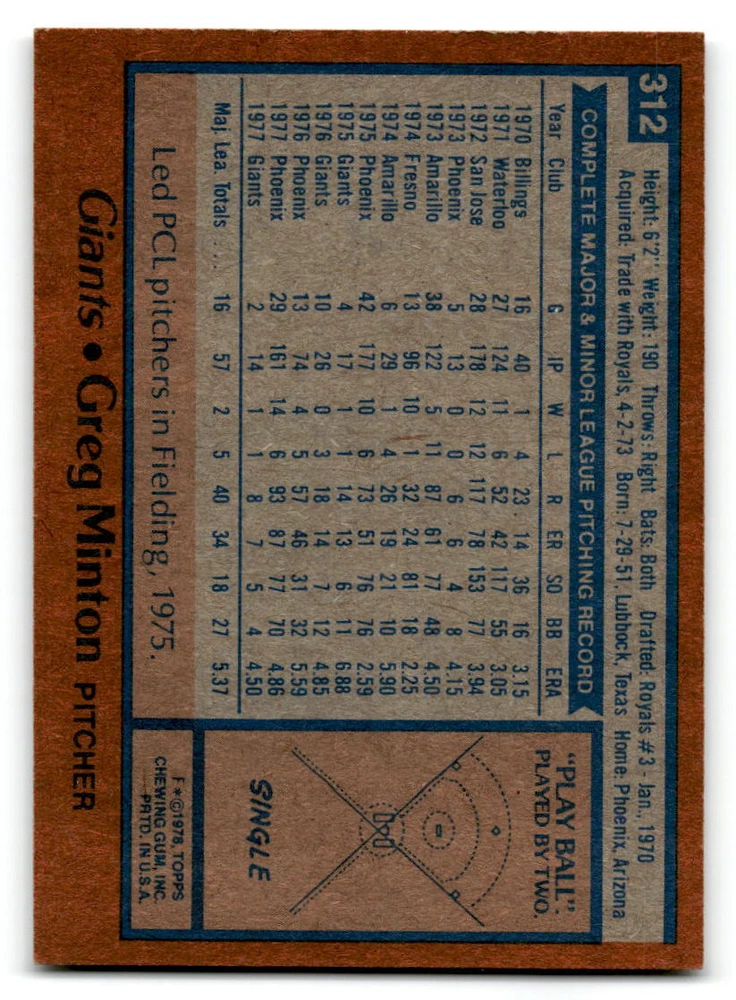 312
Height: 6'2" Weight: 190 Throws: Right Bats: Both Drafted: Royals #3 - Jan., 1970
Acquired: Trade with Royals, 4-2-73 Born: 7-29-51, Lubbock, Texas Home: Phoenix, Arizona
COMPLETE MAJOR & MINOR LEAGUE PITCHING RECORD
Year Club G IP W L R ER SO BB ERA
1970 Billings 16 40 1 4 23 14 36 16 3.15
1971 Waterloo 27 124 11 6 52 42 117 55 3.05
1972 San Jose 28 178 12 12 117 78 153 77 3.94
1973 Phoenix 5 13 0 0 6 6 4 8 4.15
1973 Amarillo 38 122 5 11 87 61 77 48 4.50
1974 Fresno 13 96 10 1 32 24 81 18 2.25
1974 Amarillo 6 29 1 4 26 19 21 10 5.90
1975 Phoenix 42 177 10 6 73 51 76 76 2.59
1975 Giants 4 17 1 1 14 13 6 11 6.88
1976 Giants 10 26 0 3 18 14 7 12 4.85
1976 Phoenix 13 74 4 5 57 46 31 32 5.59
1977 Phoenix 29 161 14 6 93 87 77 70 4.86
1977 Giants 2 14 1 1 8 7 5 4 4.50
Maj. Lea. Totals ... 16 57 2 5 40 34 18 27 5.37
Led PCL pitchers in Fielding, 1975.
"PLAY BALL"
PLAYED BY TWO.
SINGLE
F*©1978, TOPPS
CHEWING GUM, INC.
PRTD. IN U.S.A.
Giants • Greg Minton PITCHER